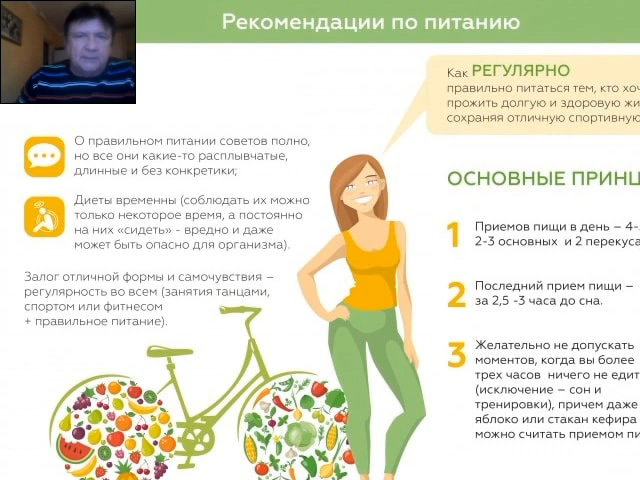 Рекомендации по питанию
Как РЕГУЛЯРНО
правильно питаться тем, кто
прожить долгую и здоровую
сохраняя отличную спортивную
О правильном питании советов полно,
но все они какие-то расплывчатые,
длинные и без конкретики;
Диеты временны (соблюдать их можно
только некоторое время, а постоянно
на них «сидеть» - вредно и даже
может быть опасно для организма).
Залог отличной формы и самочувствия –
регулярность во всем (занятия танцами,
спортом или фитнесом
+ правильное питание).
ОСНОВНЫЕ
1 Приемов пищи в день – 4-
2-3 основных и 2 перекуса
2 Последний прием пищи –
за 2,5 -3 часа до сна.
3 Желательно не допускать
моментов, когда вы более
трех часов ничего не едит
(исключение – сон и
тренировки), причем даже
яблоко или стакан кефира
можно считать приемом